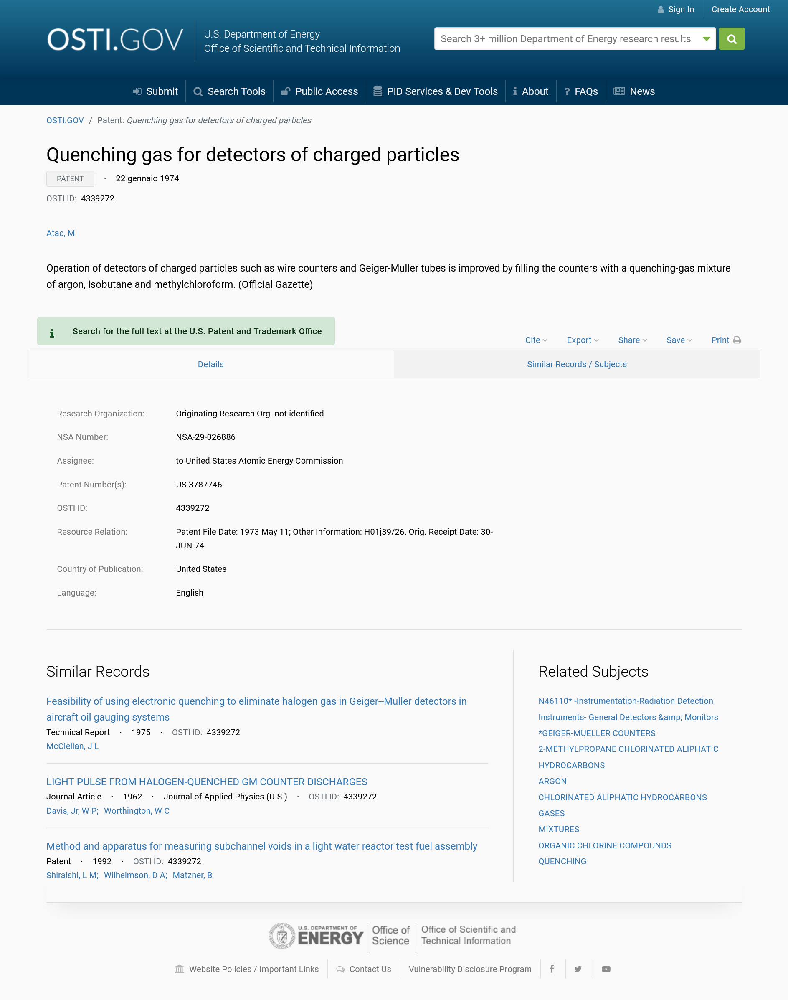 Sign In
Create Account
OSTI.GOV
U.S. Department of Energy
Office of Scientific and Technical Information
Search 3+ million Department of Energy research results
Submit
Search Tools
Public Access
PID Services & Dev Tools
About
FAQs
News
OSTI.GOV / Patent: Quenching gas for detectors of charged particles
Quenching gas for detectors of charged particles
PATENT · 22 gennaio 1974
OSTI ID: 4339272
Atac, M
Operation of detectors of charged particles such as wire counters and Geiger-Muller tubes is improved by filling the counters with a quenching-gas mixture
of argon, isobutane and methylchloroform. (Official Gazette)
Search for the full text at the U.S. Patent and Trademark Office
Cite
Export
Share
Save
Print
Details
Similar Records / Subjects
Research Organization: Originating Research Org. not identified
NSA Number: NSA-29-026886
Assignee: to United States Atomic Energy Commission
Patent Number(s): US 3787746
OSTI ID: 4339272
Resource Relation: Patent File Date: 1973 May 11; Other Information: H01j39/26. Orig. Receipt Date: 30-
JUN-74
Country of Publication: United States
Language: English
Similar Records
Feasibility of using electronic quenching to eliminate halogen gas in Geiger--Muller detectors in
aircraft oil gauging systems
Technical Report · 1975 · OSTI ID: 4339272
McClellan, J L
LIGHT PULSE FROM HALOGEN-QUENCHED GM COUNTER DISCHARGES
Journal Article · 1962 · Journal of Applied Physics (U.S.) · OSTI ID: 4339272
Davis, Jr, W P; Worthington, W C
Method and apparatus for measuring subchannel voids in a light water reactor test fuel assembly
Patent · 1992 · OSTI ID: 4339272
Shiraishi, L M; Wilhelmson, D A; Matzner, B
Related Subjects
N46110* -Instrumentation-Radiation Detection
Instruments- General Detectors &amp; Monitors
*GEIGER-MUELLER COUNTERS
2-METHYLPROPANE CHLORINATED ALIPHATIC
HYDROCARBONS
ARGON
CHLORINATED ALIPHATIC HYDROCARBONS
GASES
MIXTURES
ORGANIC CHLORINE COMPOUNDS
QUENCHING
U.S. DEPARTMENT OF
ENERGY
Office of
Science
Office of Scientific and
Technical Information
Website Policies / Important Links
Contact Us
Vulnerability Disclosure Program